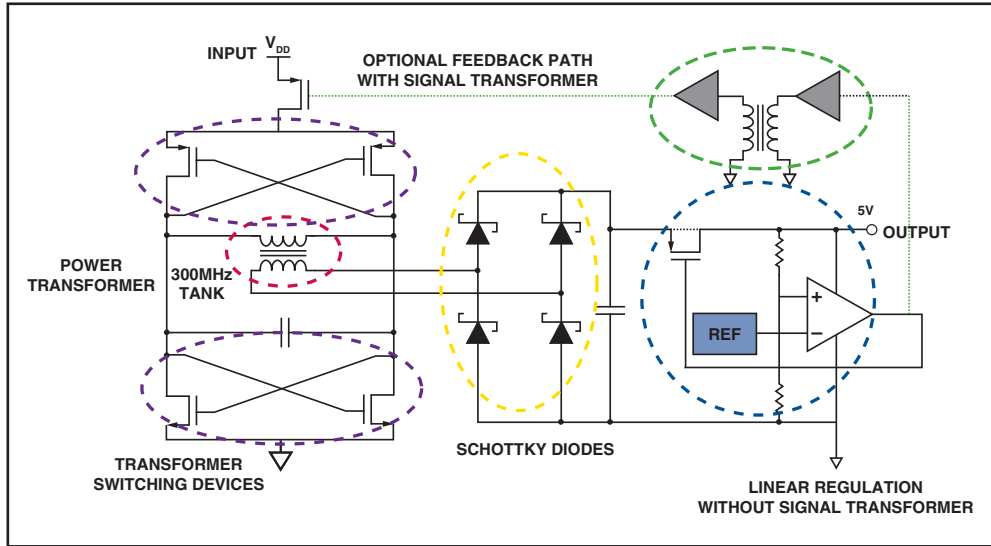 INPUT
VDD
OPTIONAL FEEDBACK PATH
WITH SIGNAL TRANSFORMER
5V
OUTPUT
POWER
TRANSFORMER
300MHz
TANK
+
REF
−
TRANSFORMER
SWITCHING DEVICES
SCHOTTKY DIODES
LINEAR REGULATION
WITHOUT SIGNAL TRANSFORMER